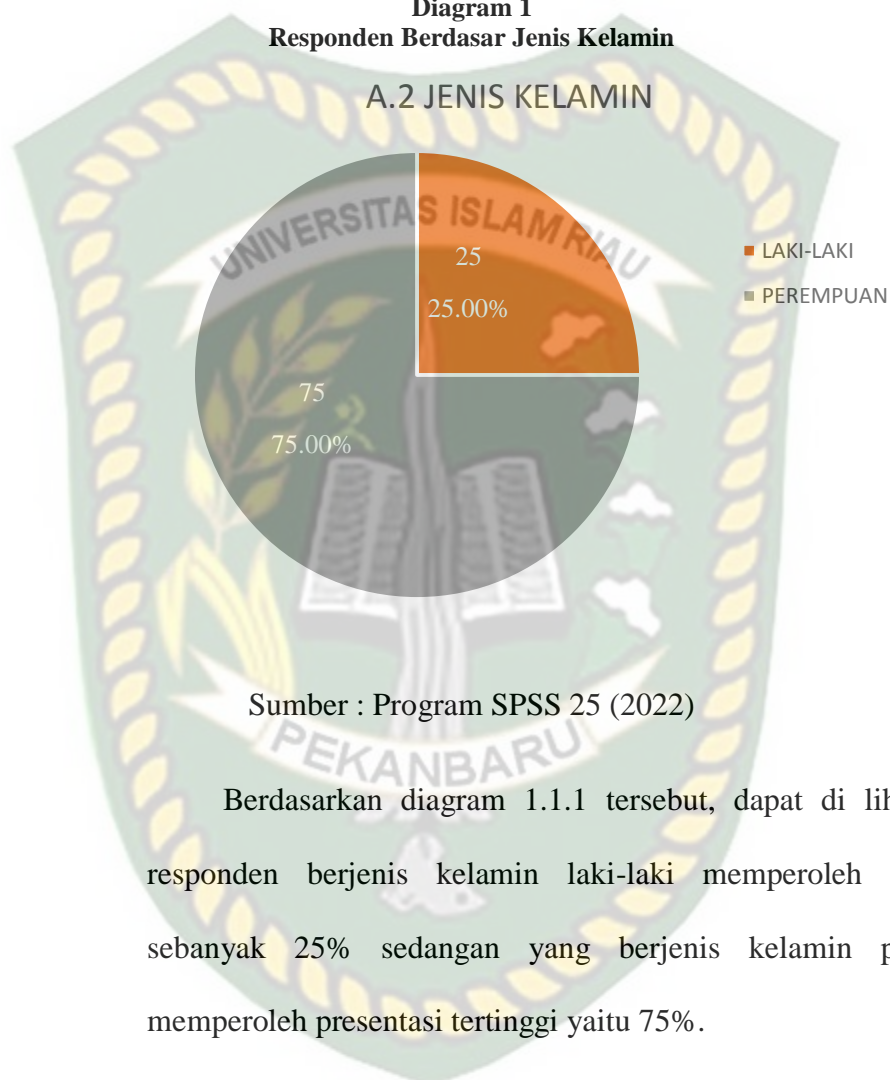 Diagram 1
Responden Berdasar Jenis Kelamin
A.2 JENIS KELAMIN
UNIVERSITAS ISLAM RIAU
25
25.00%
LAKI-LAKI
PEREMPUAN
75
75.00%
Sumber : Program SPSS 25 (2022)
PEKANBARU
Berdasarkan diagram 1.1.1 tersebut, dapat di lih
responden berjenis kelamin laki-laki memperoleh
sebanyak 25% sedangan yang berjenis kelamin p
memperoleh presentasi tertinggi yaitu 75%.